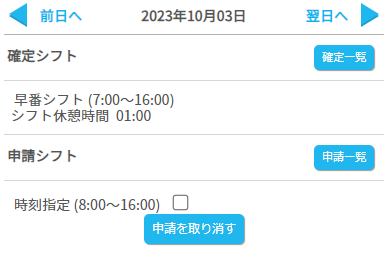 前日へ 2023年10月03日 翌日へ
確定シフト 確定一覧
早番シフト (7:00～16:00)
シフト休憩時間 01:00
申請シフト 申請一覧
時刻指定 (8:00～16:00)
申請を取り消す